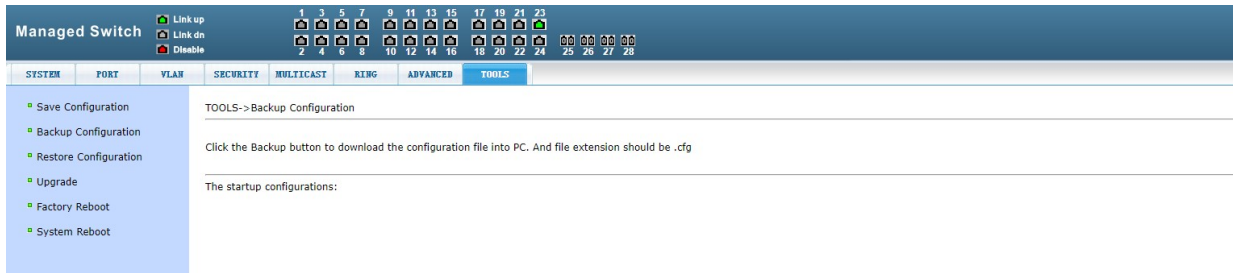 Managed Switch
Link up
Link dn
Disable
1 3 5 7 9 11 13 15 17 19 21 23
2 4 6 8 10 12 14 16 18 20 22 24 25 26 27 28
SYSTEM PORT VLAN SECURITY MULTICAST RING ADVANCED TOOLS
Save Configuration
Backup Configuration
Restore Configuration
Upgrade
Factory Reboot
System Reboot
TOOLS->Backup Configuration
Click the Backup button to download the configuration file into PC. And file extension should be .cfg
The startup configurations: